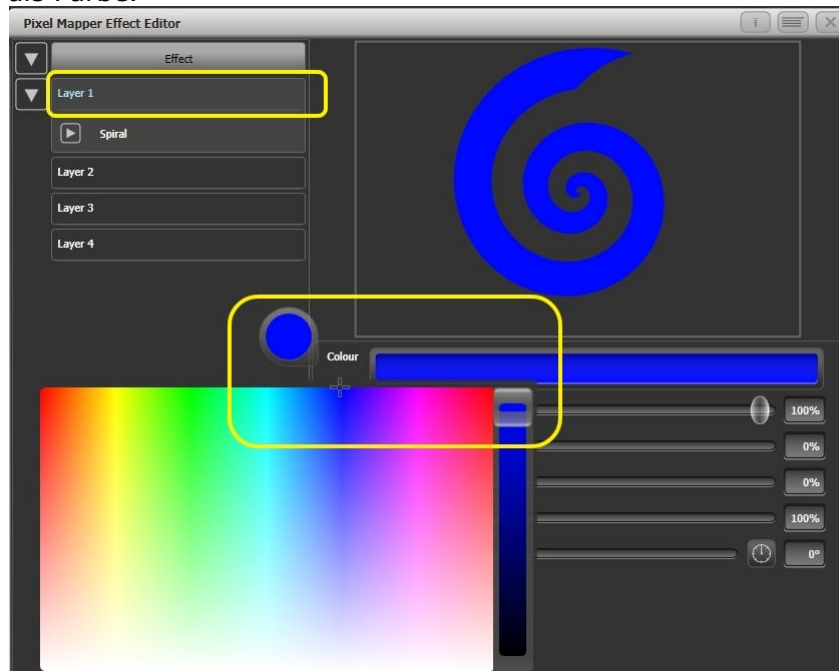 Pixel Mapper Effect Editor
Effect
Layer 1
Spiral
Layer 2
Layer 3
Layer 4
Colour
100%
0%
0%
100%
0°